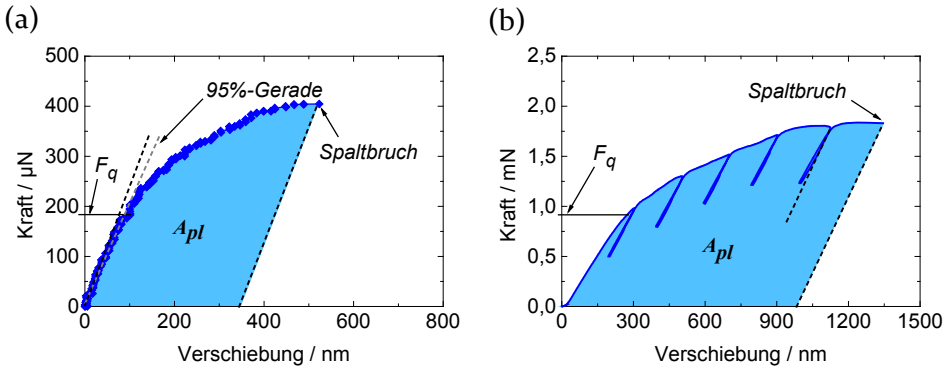 (a)
500
400
300
200
100
0
Kraft / µN
95%-Gerade
F_q
A_pl
Spaltbruch
0 200 400 600 800
Verschiebung / nm
(b)
2,5
2,0
1,5
1,0
0,5
0,0
Kraft / mN
Spaltbruch
F_q
A_pl
0 300 600 900 1200 1500
Verschiebung / nm